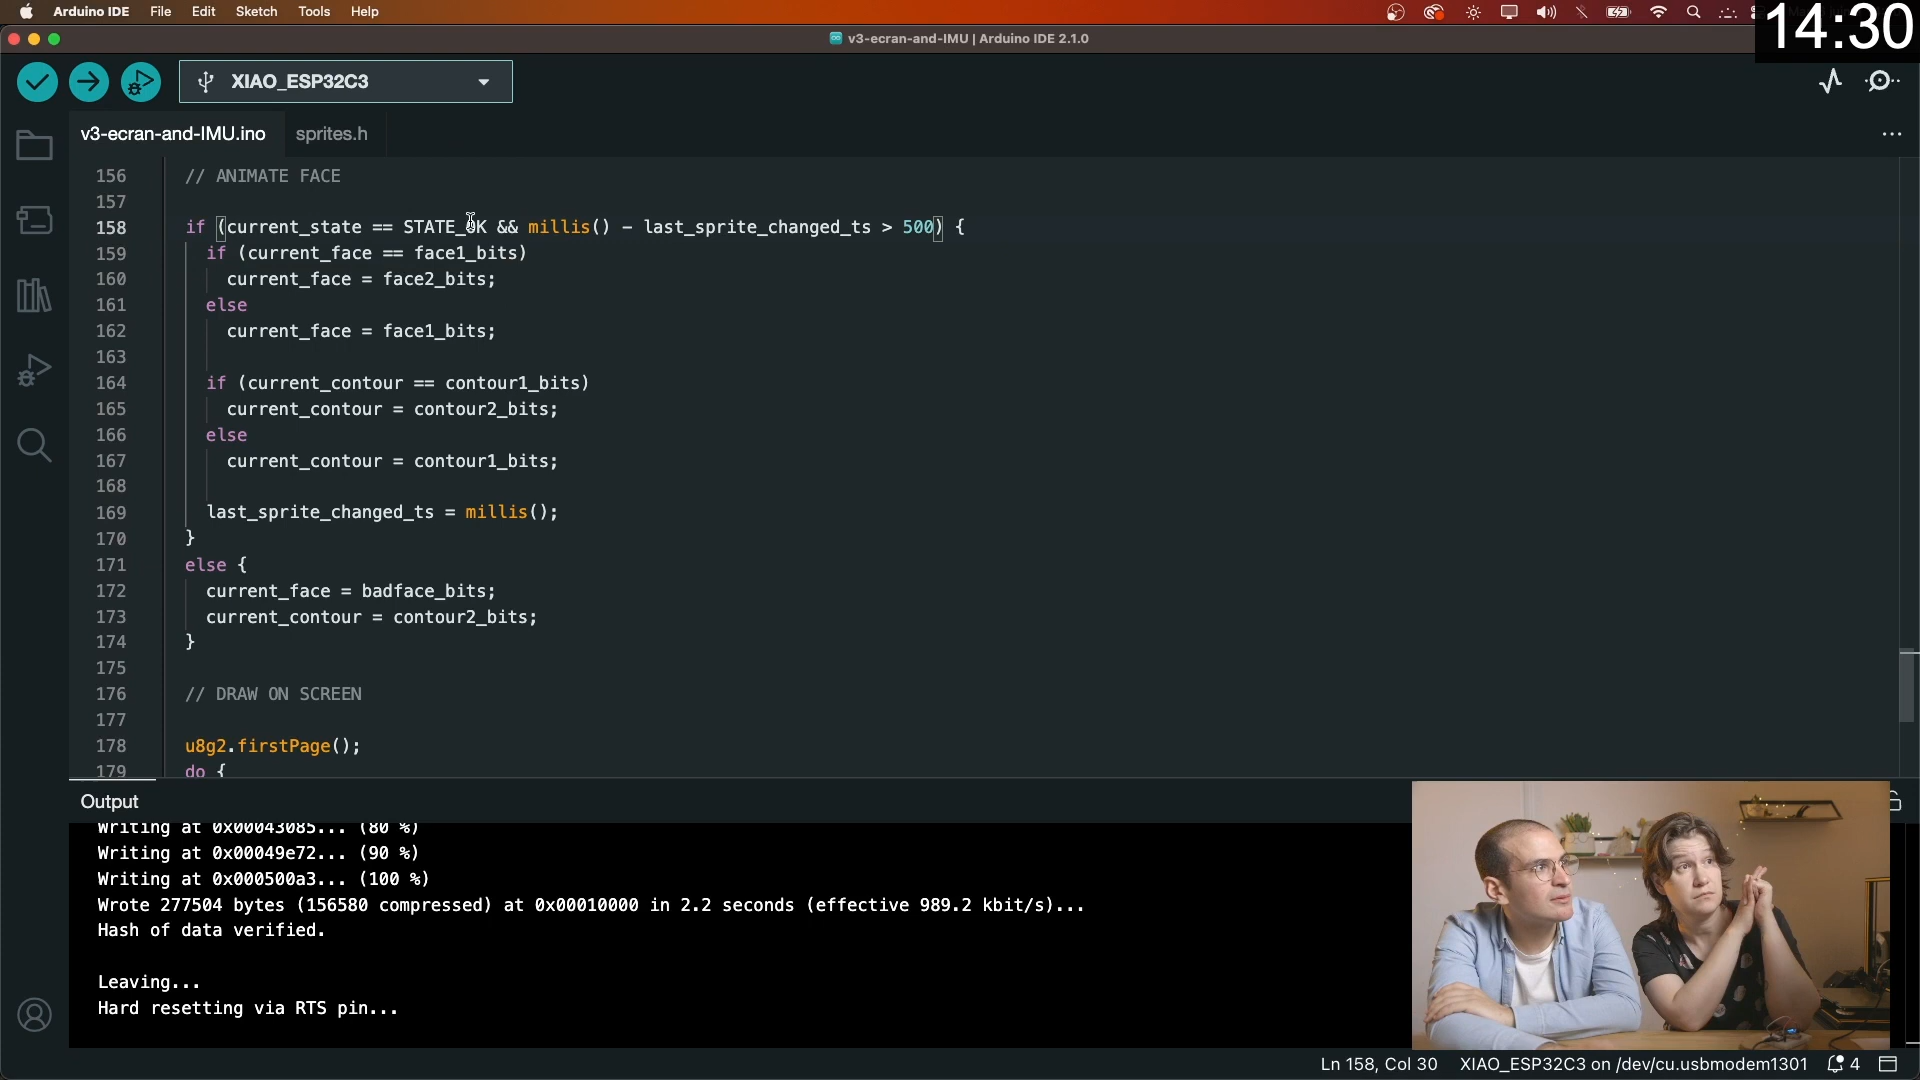 Arduino IDE File Edit Sketch Tools Help
14:30
v3-ecran-and-IMU | Arduino IDE 2.1.0
XIAO_ESP32C3
v3-ecran-and-IMU.ino sprites.h
156 // ANIMATE FACE
157
158 if (current_state == STATE_OK && millis() - last_sprite_changed_ts > 500) {
159 if (current_face == face1_bits)
160 current_face = face2_bits;
161 else
162 current_face = face1_bits;
163
164 if (current_contour == contour1_bits)
165 current_contour = contour2_bits;
166 else
167 current_contour = contour1_bits;
168
169 last_sprite_changed_ts = millis();
170 }
171 else {
172 current_face = badface_bits;
173 current_contour = contour2_bits;
174 }
175
176 // DRAW ON SCREEN
177
178 u8g2.firstPage();
179 do {
Output
Writing at 0x00043085... (80 %)
Writing at 0x00049e72... (90 %)
Writing at 0x000500a3... (100 %)
Wrote 277504 bytes (156580 compressed) at 0x00010000 in 2.2 seconds (effective 989.2 kbit/s)...
Hash of data verified.
Leaving...
Hard resetting via RTS pin...
Ln 158, Col 30 XIAO_ESP32C3 on /dev/cu.usbmodem1301 4